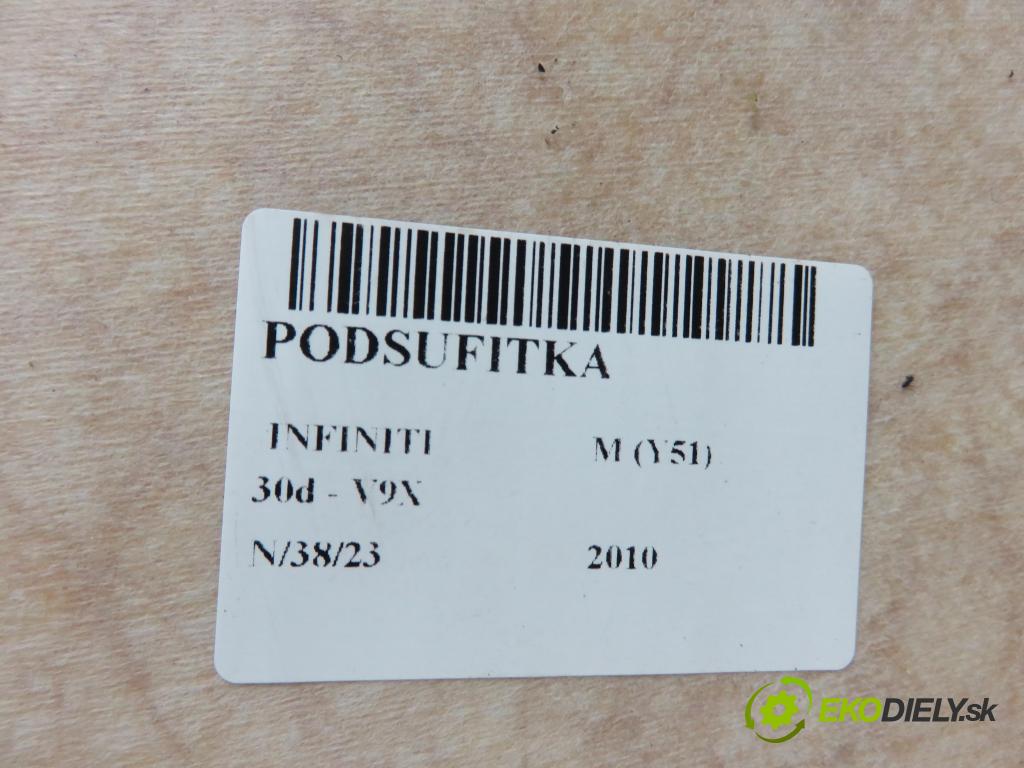 PODSUFITKA
INFINITI M (Y51)
30d - V9X
N/38/23 2010
EKODIELY.sk